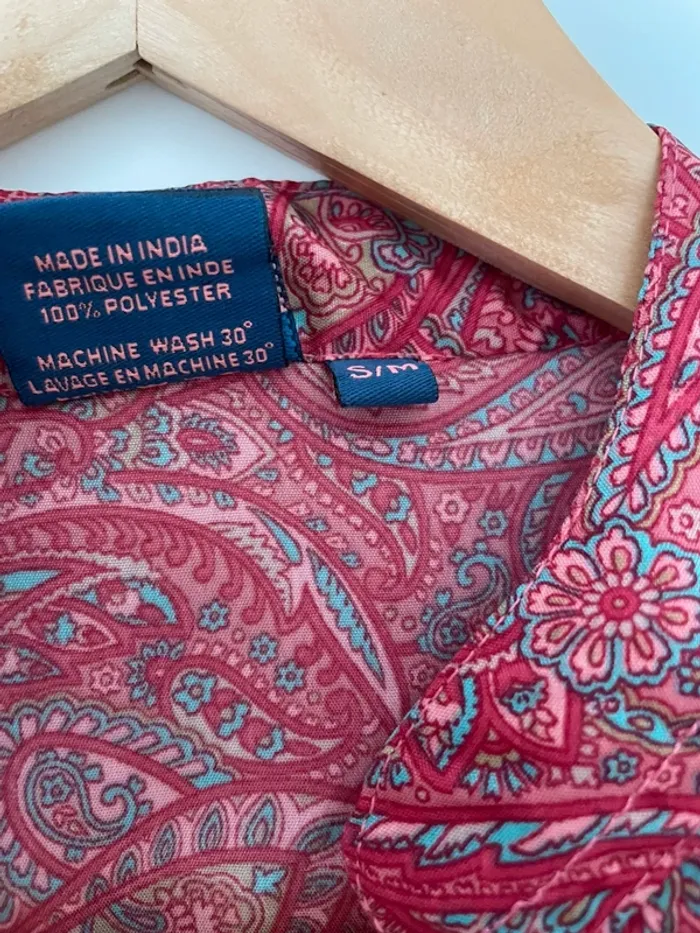 MADE IN INDIA
FABRIQUE EN INDE
100% POLYESTER
MACHINE WASH 30°
LAVAGE EN MACHINE 30°
S/M